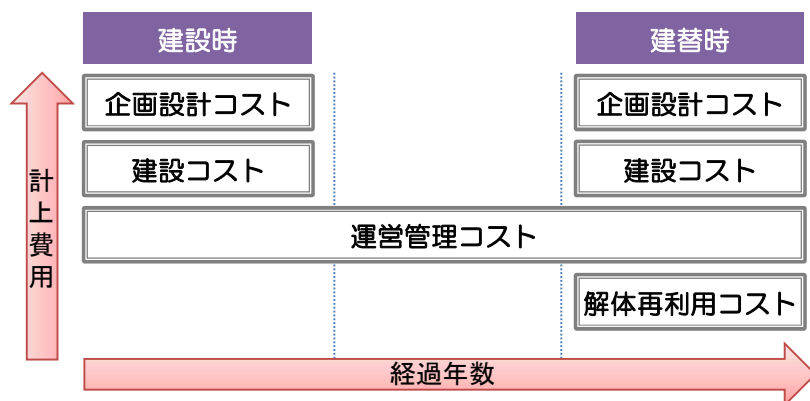 建設時
建替時
企画設計コスト
企画設計コスト
建設コスト
建設コスト
運営管理コスト
解体再利用コスト
計上費用
経過年数